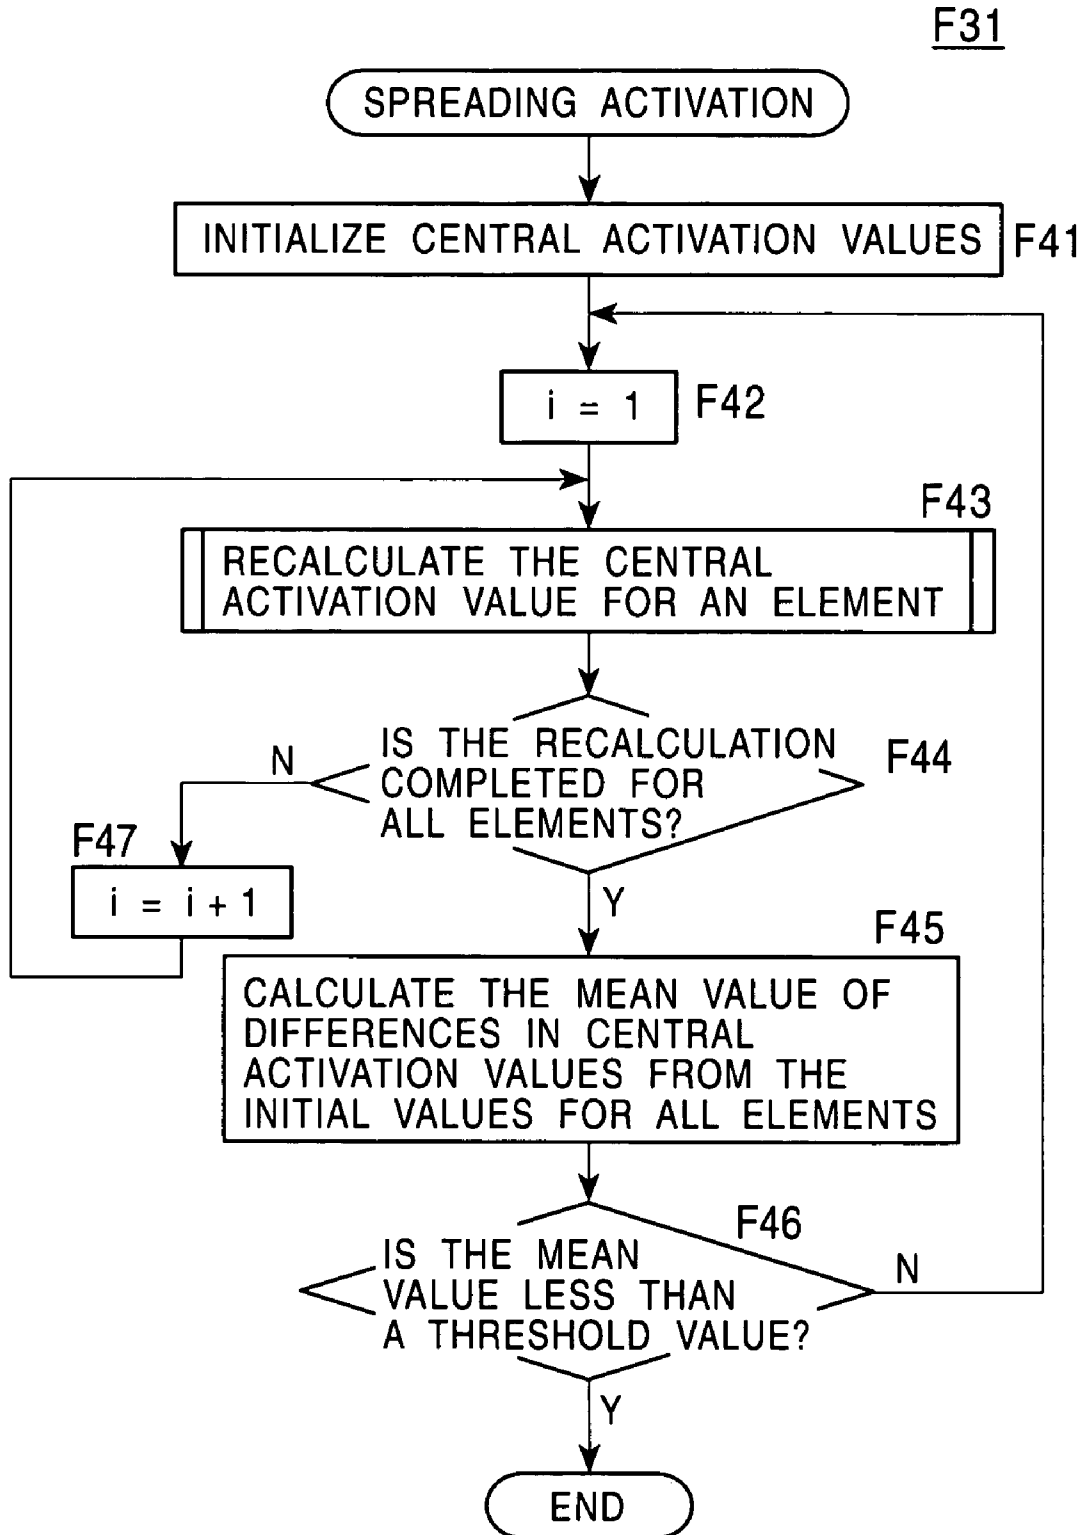 F31
SPREADING ACTIVATION
INITIALIZE CENTRAL ACTIVATION VALUES
F41
i = 1
F42
F43
RECALCULATE THE CENTRAL
ACTIVATION VALUE FOR AN ELEMENT
IS THE RECALCULATION
COMPLETED FOR
ALL ELEMENTS?
F44
N
F47
i = i + 1
Y
F45
CALCULATE THE MEAN VALUE OF
DIFFERENCES IN CENTRAL
ACTIVATION VALUES FROM THE
INITIAL VALUES FOR ALL ELEMENTS
F46
IS THE MEAN
VALUE LESS THAN
A THRESHOLD VALUE?
N
Y
END